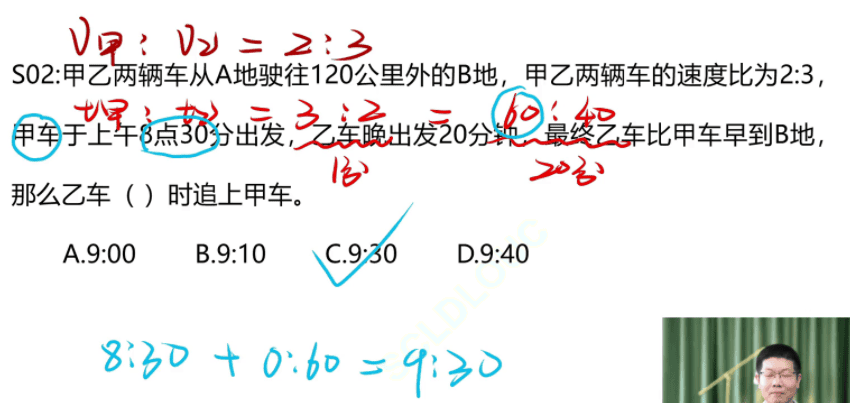 V甲:V乙=2:3
S02:甲乙两辆车从A地驶往120公里外的B地，甲乙两辆车的速度比为2:3，
t甲:t乙=3:2=60:40
甲车于上午8点30分出发，乙车晚出发20分钟，最终乙车比甲车早到B地，
1份 20分
那么乙车（ ）时追上甲车。
A.9:00 B.9:10 C.9:30 D.9:40
8:30+0:60=9:30